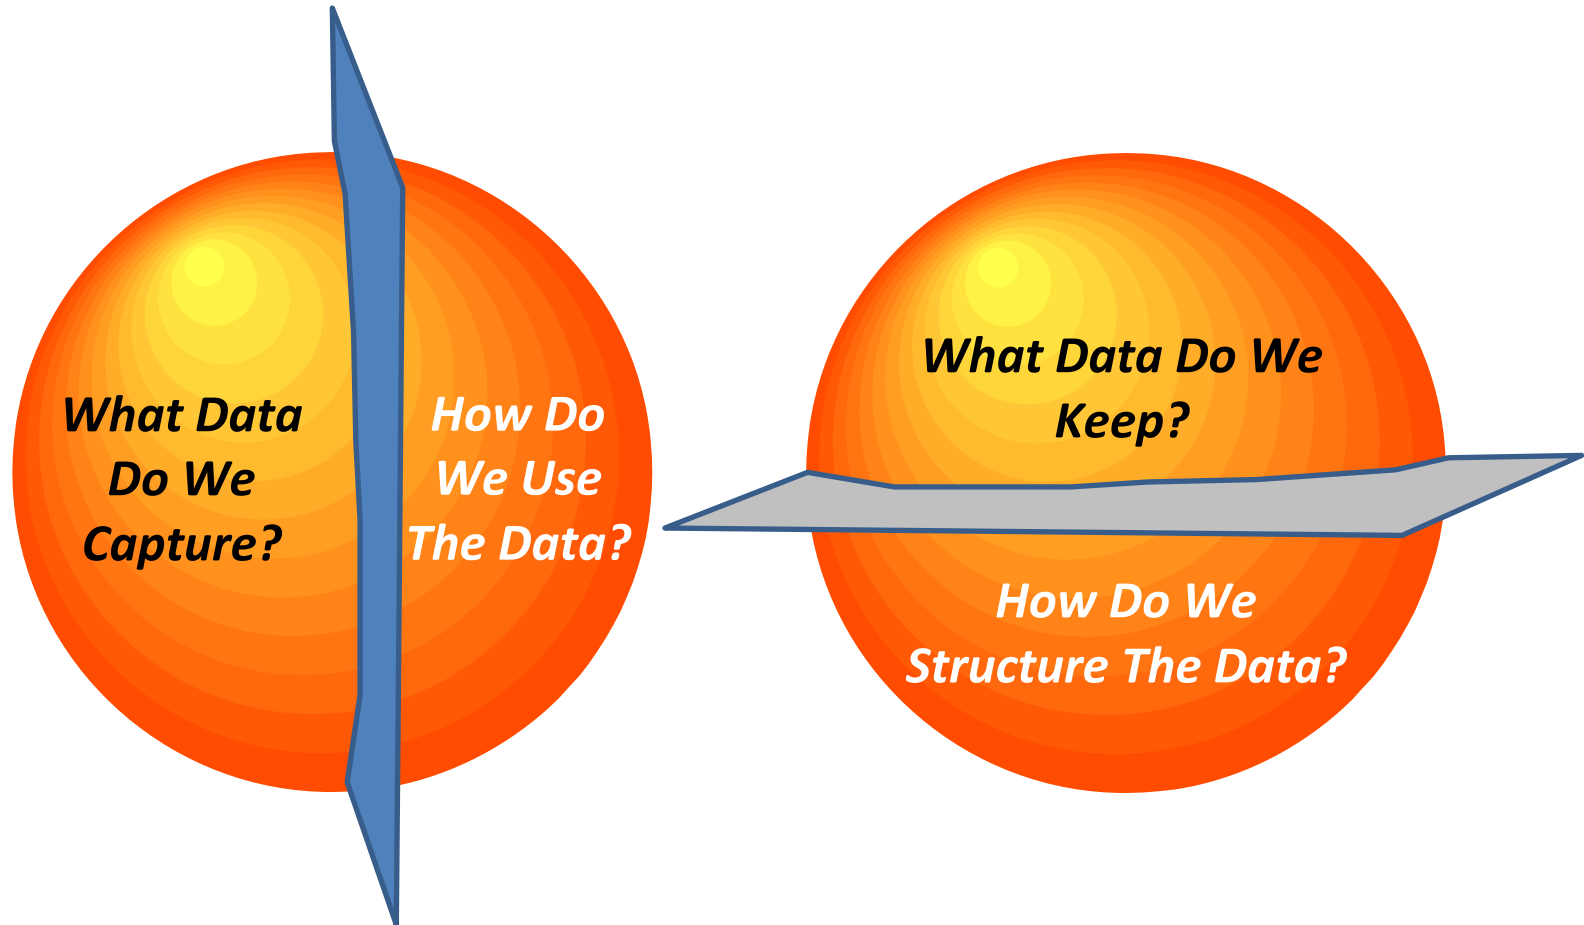 What Data
Do We
Capture?
How Do
We Use
The Data?
What Data Do We
Keep?
How Do We
Structure The Data?